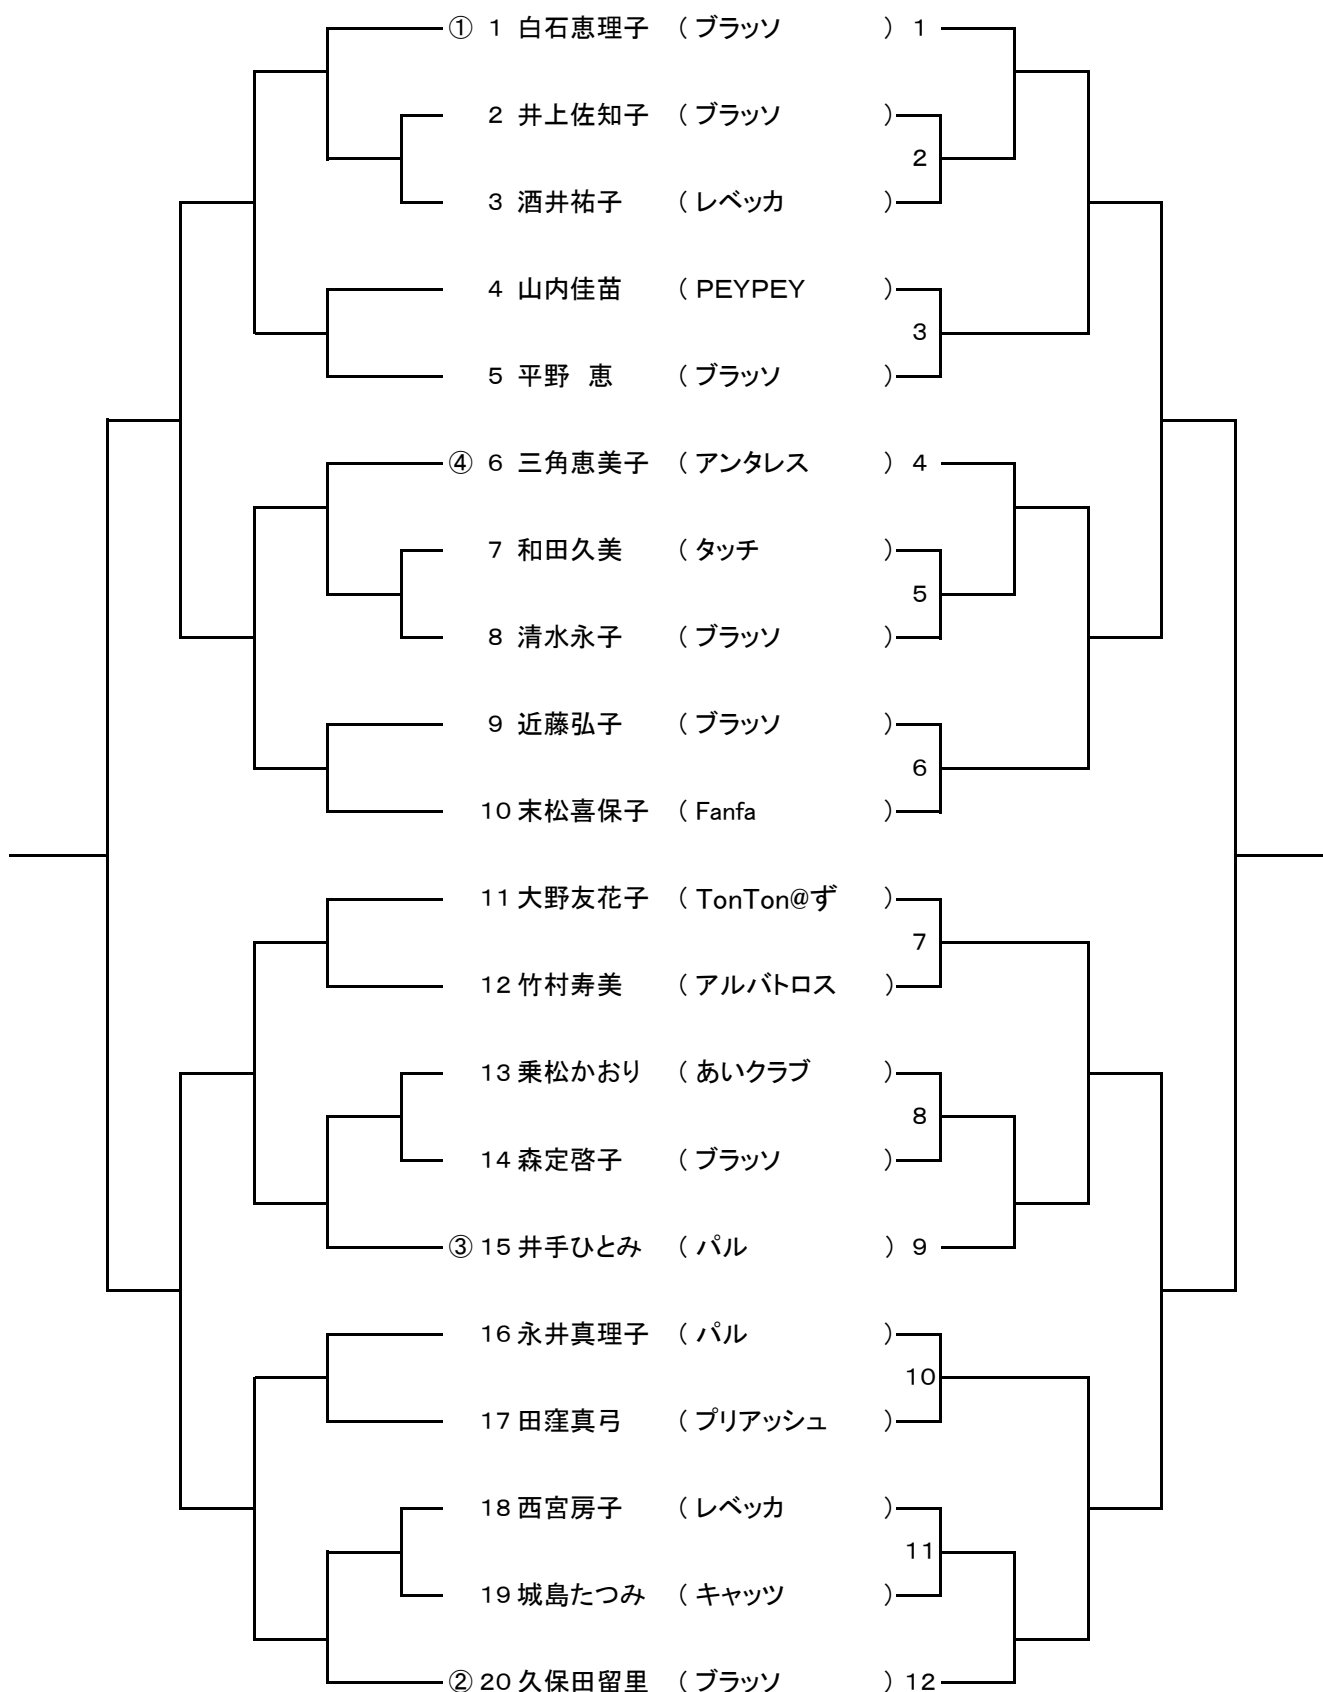 ① 1 白石恵理子 ( ブラッソ ) 1
2 井上佐知子 ( ブラッソ )
2
3 酒井祐子 ( レベッカ )
4 山内佳苗 ( PEYPEY )
3
5 平野 恵 ( ブラッソ )
④ 6 三角恵美子 ( アンタレス ) 4
7 和田久美 ( タッチ )
5
8 清水永子 ( ブラッソ )
9 近藤弘子 ( ブラッソ )
6
10 末松喜保子 ( Fanfa )
11 大野友花子 ( TonTon@ず )
7
12 竹村寿美 ( アルバトロス )
13 乗松かおり ( あいクラブ )
8
14 森定啓子 ( ブラッソ )
③ 15 井手ひとみ ( パル ) 9
16 永井真理子 ( パル )
10
17 田窪真弓 ( プリアッシュ )
18 西宮房子 ( レベッカ )
11
19 城島たつみ ( キャッツ )
② 20 久保田留里 ( ブラッソ ) 12